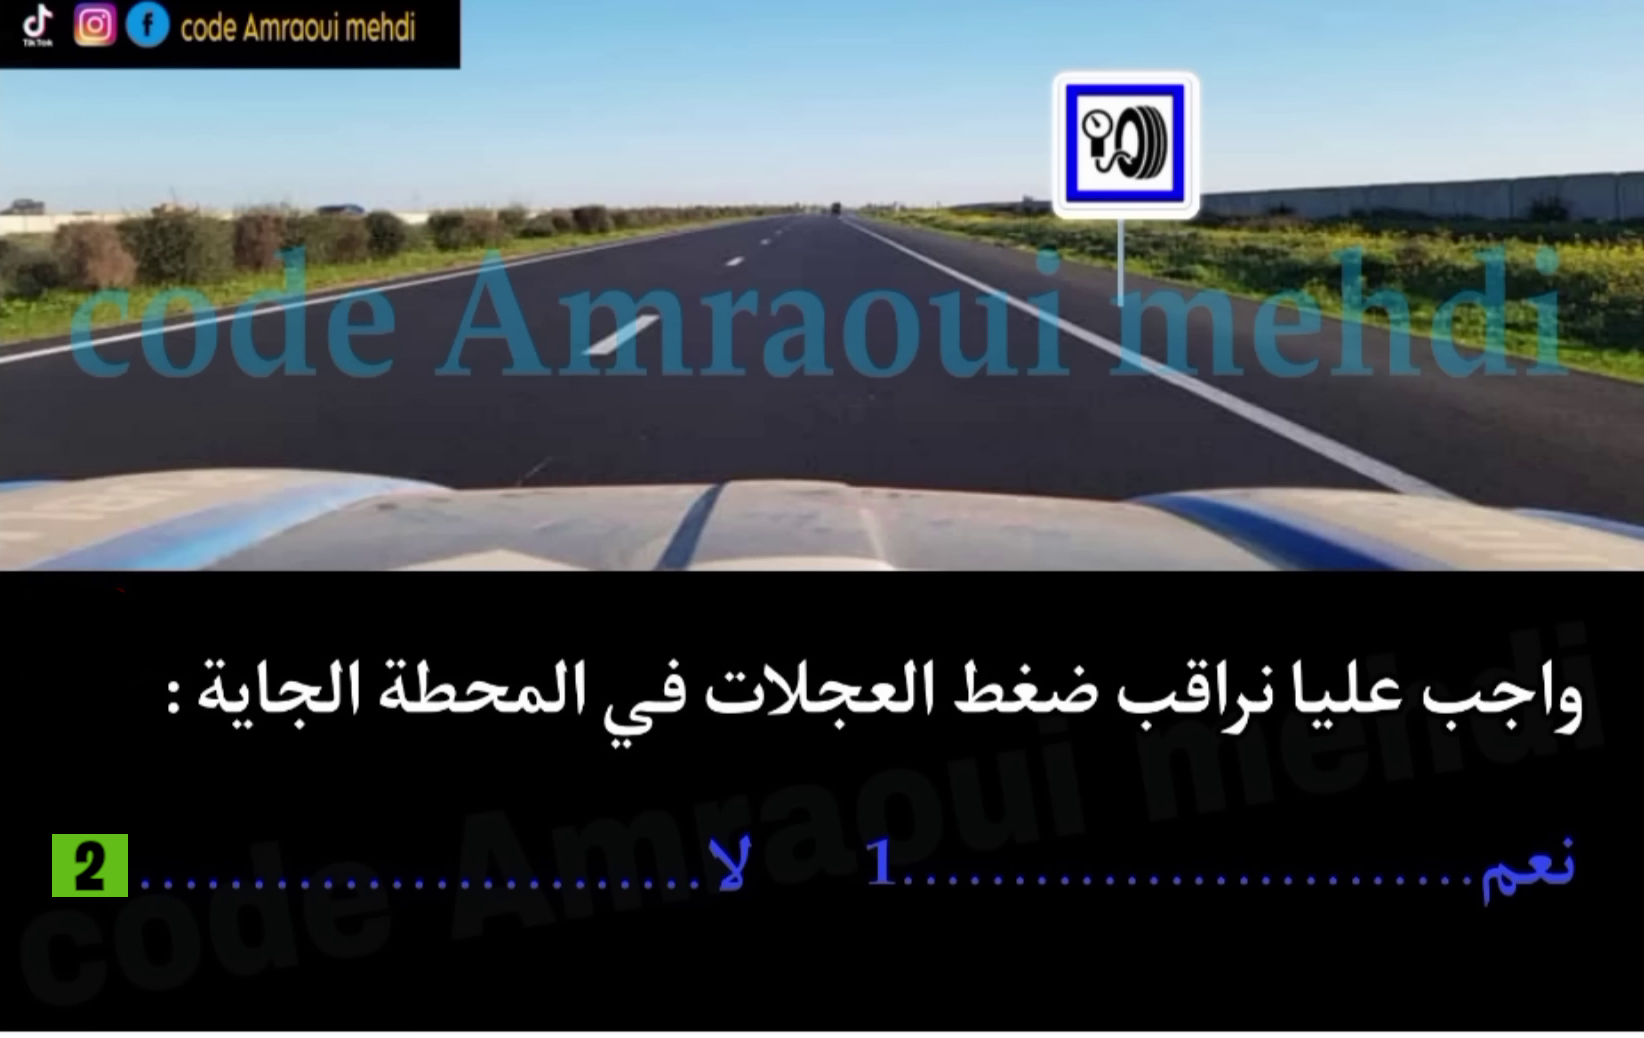 TikTok code Amraoui mehdi
code Amraoui mehdi
واجب عليا نراقب ضغط العجلات في المحطة الجاية :
نعم..........................1 لا.........................2
code Amraoui mehdi